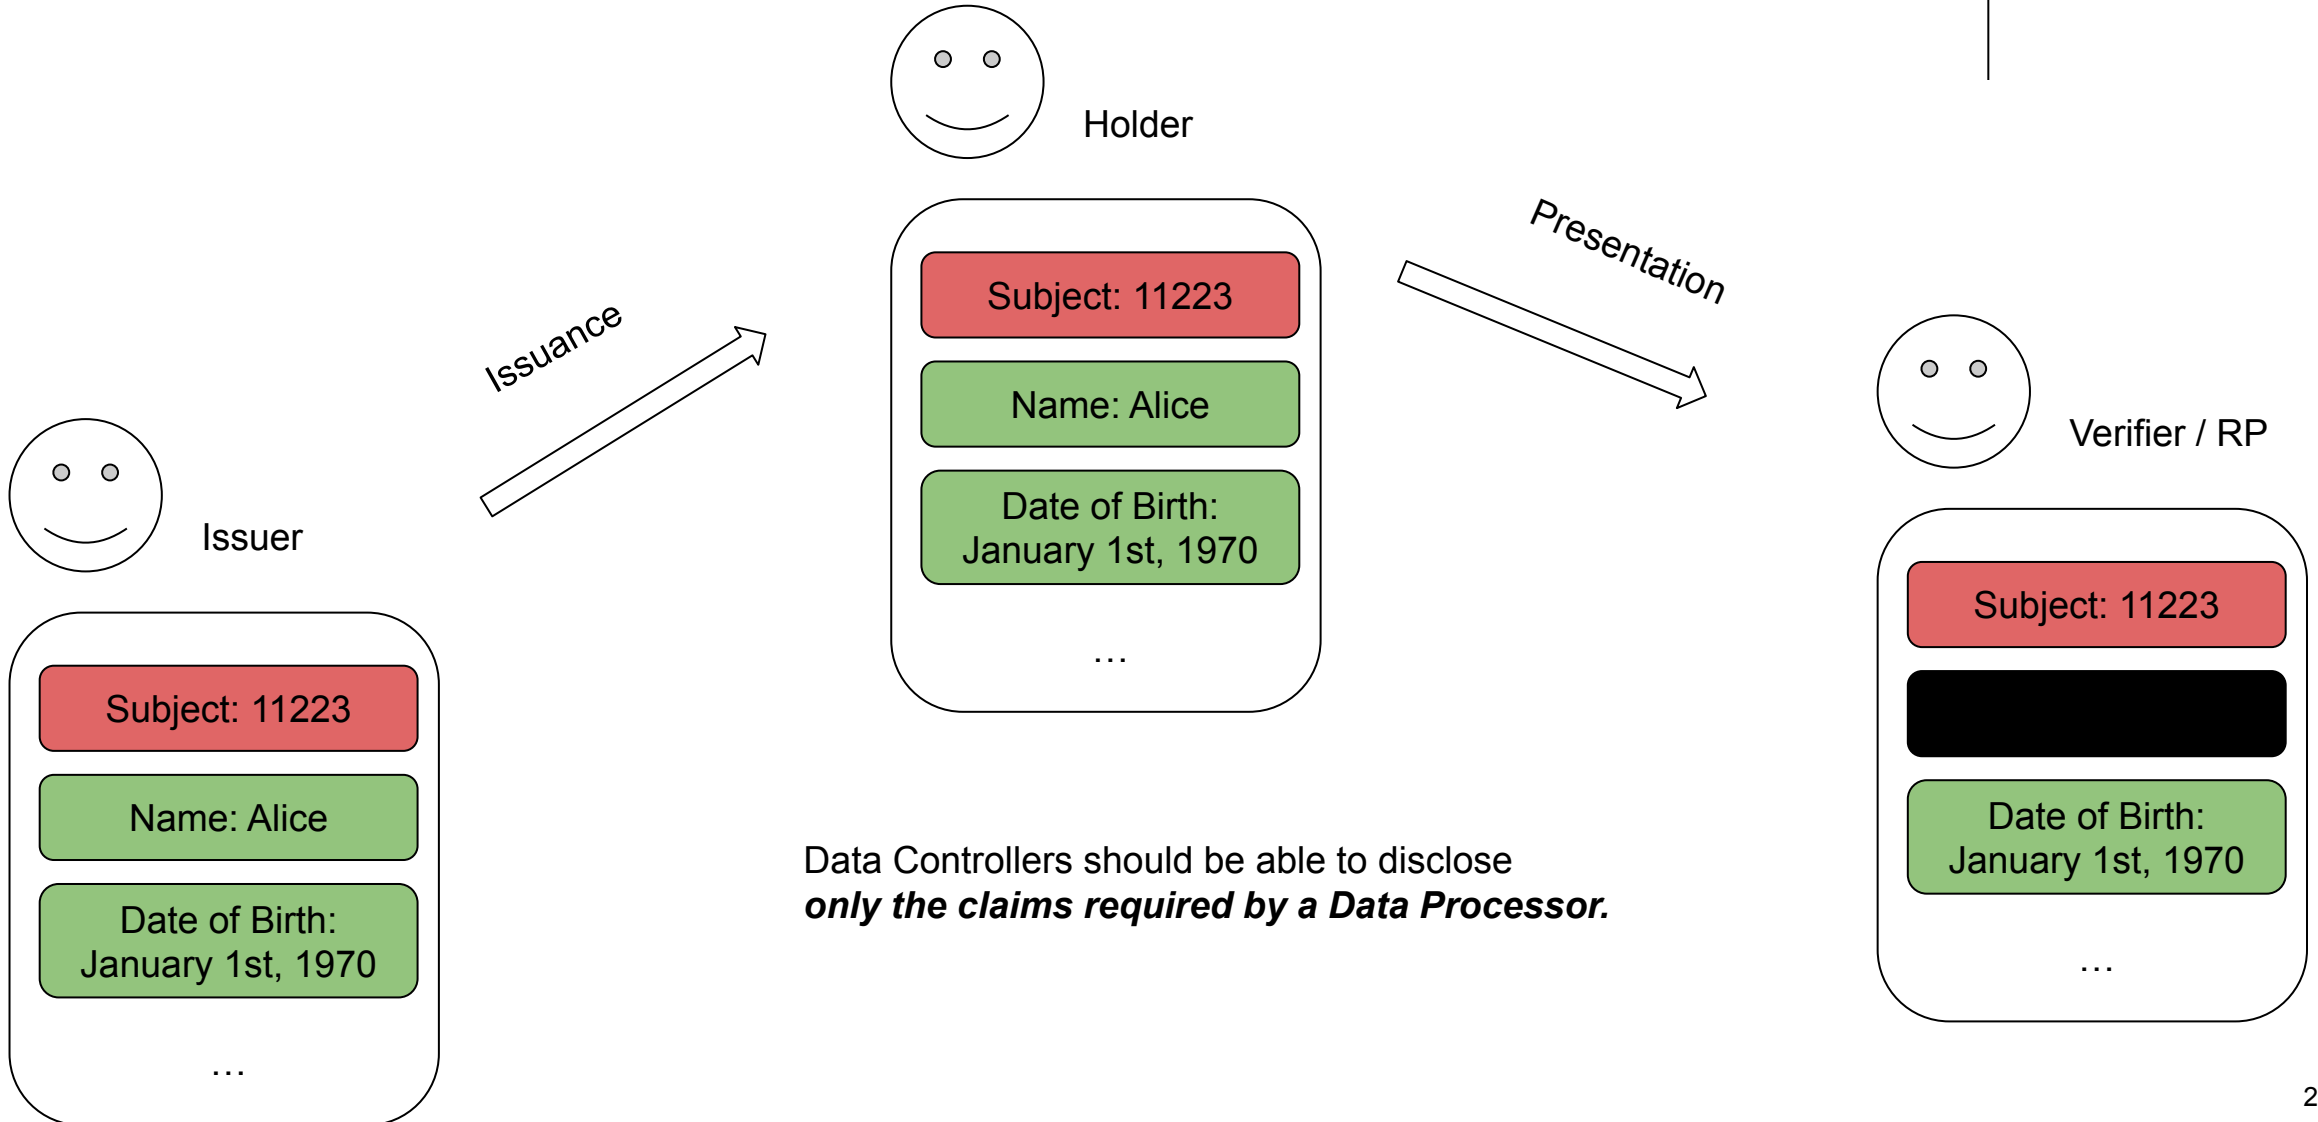 Issuer
Subject: 11223
Name: Alice
Date of Birth:
January 1st, 1970
...
Issuance
Holder
Subject: 11223
Name: Alice
Date of Birth:
January 1st, 1970
...
Data Controllers should be able to disclose
only the claims required by a Data Processor.
Presentation
Verifier / RP
Subject: 11223
Date of Birth:
January 1st, 1970
...
2